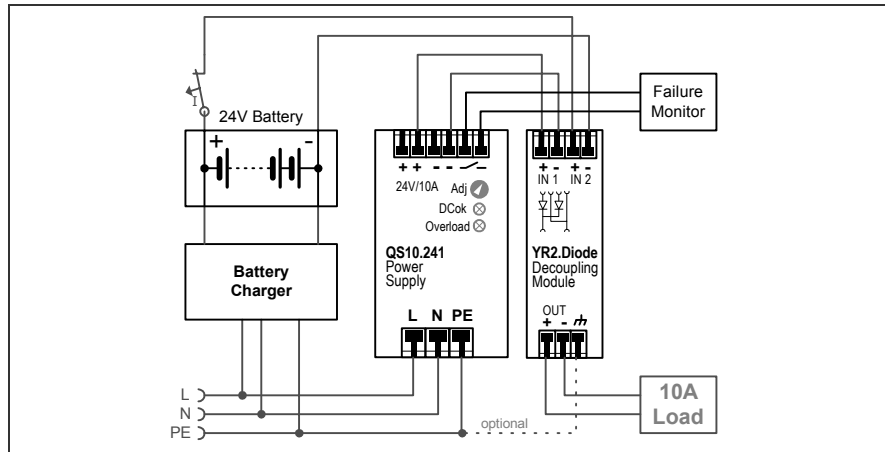 Failure
Monitor
I
24V Battery
+ -
+ + - - 
+ - + -
IN 1 IN 2
24V/10A Adj
DCok
Overload
QS10.241
Power
Supply
YR2.Diode
Decoupling
Module
Battery
Charger
L N PE
OUT
+ -
L
N
PE
optional
10A
Load